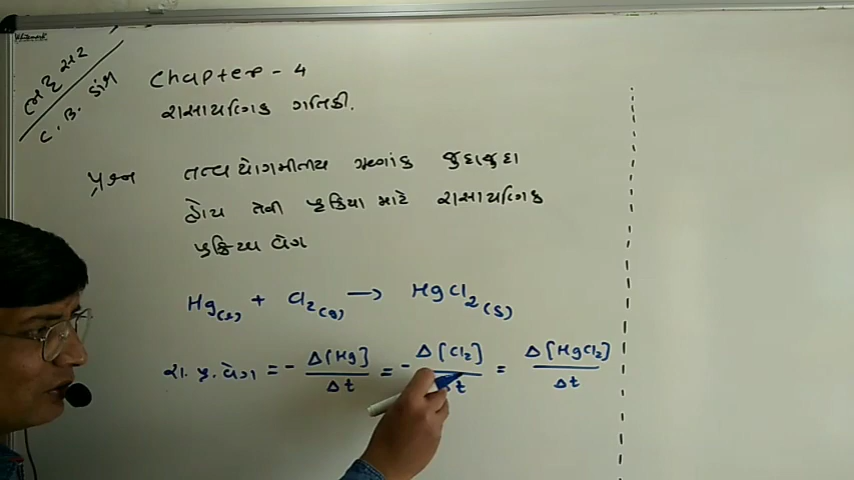 C. B.
Chapter - 4
રાસાયણિક ગતિકી.
પ્રશ્ન તત્વયોગમીતીય ગુણાંક જુદાજુદા
હોય તેવી પ્રક્રિયા માટે રાસાયણિક
પ્રક્રિયા વેગ
Hg(l) + Cl₂(g) → HgCl₂(s)
રા. પ્ર. વેગ = - Δ[Hg]/Δt = - Δ[Cl₂]/Δt = Δ[HgCl₂]/Δt